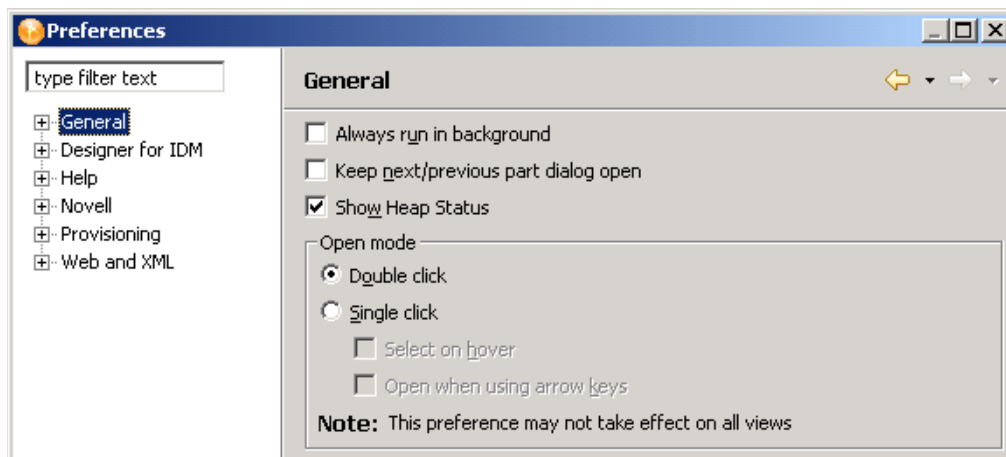 Preferences
type filter text
General
Designer for IDM
Help
Novell
Provisioning
Web and XML
General
Always run in background
Keep next/previous part dialog open
Show Heap Status
Open mode
Double click
Single click
Select on hover
Open when using arrow keys
Note: This preference may not take effect on all views